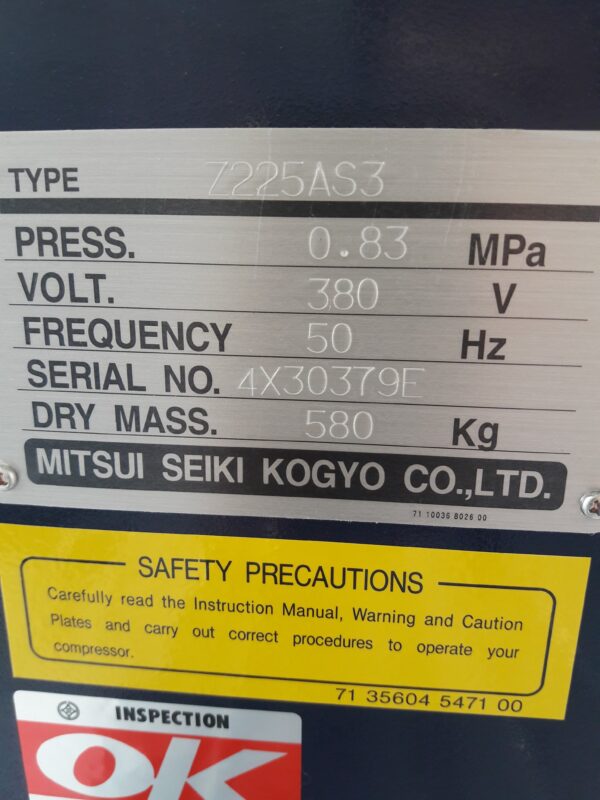 TYPE Z225AS3
PRESS. 0.83 MPa
VOLT. 380 V
FREQUENCY 50 Hz
SERIAL NO. 4X30379E
DRY MASS. 580 Kg
MITSUI SEIKI KOGYO CO.,LTD.
71 10036 8026 00
SAFETY PRECAUTIONS
Carefully read the Instruction Manual, Warning and Caution
Plates and carry out correct procedures to operate your
compressor.
71 35604 5471 00
INSPECTION
OK